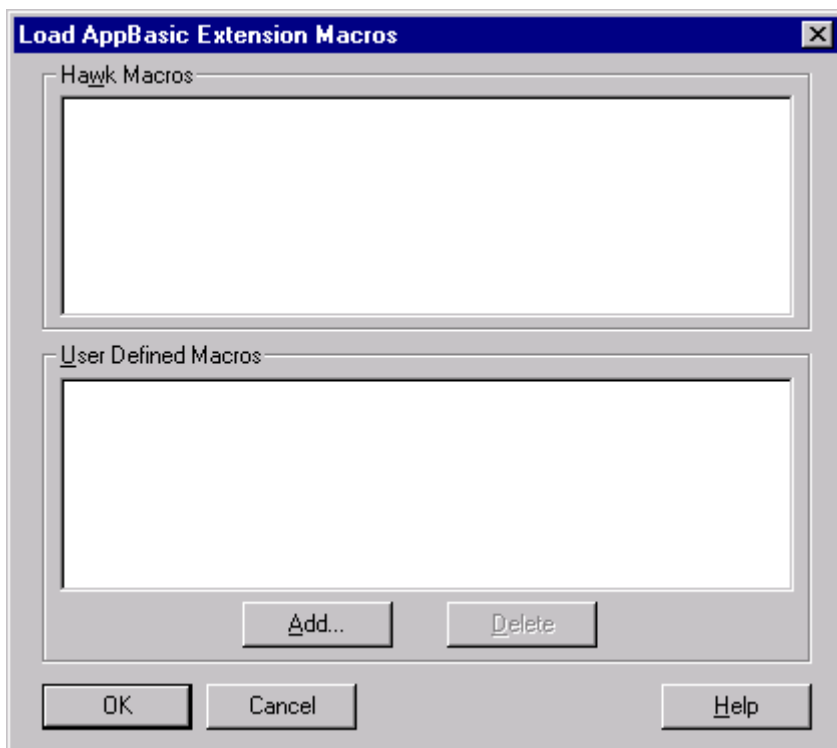 Load AppBasic Extension Macros
Hawk Macros
User Defined Macros
Add... Delete
OK Cancel Help